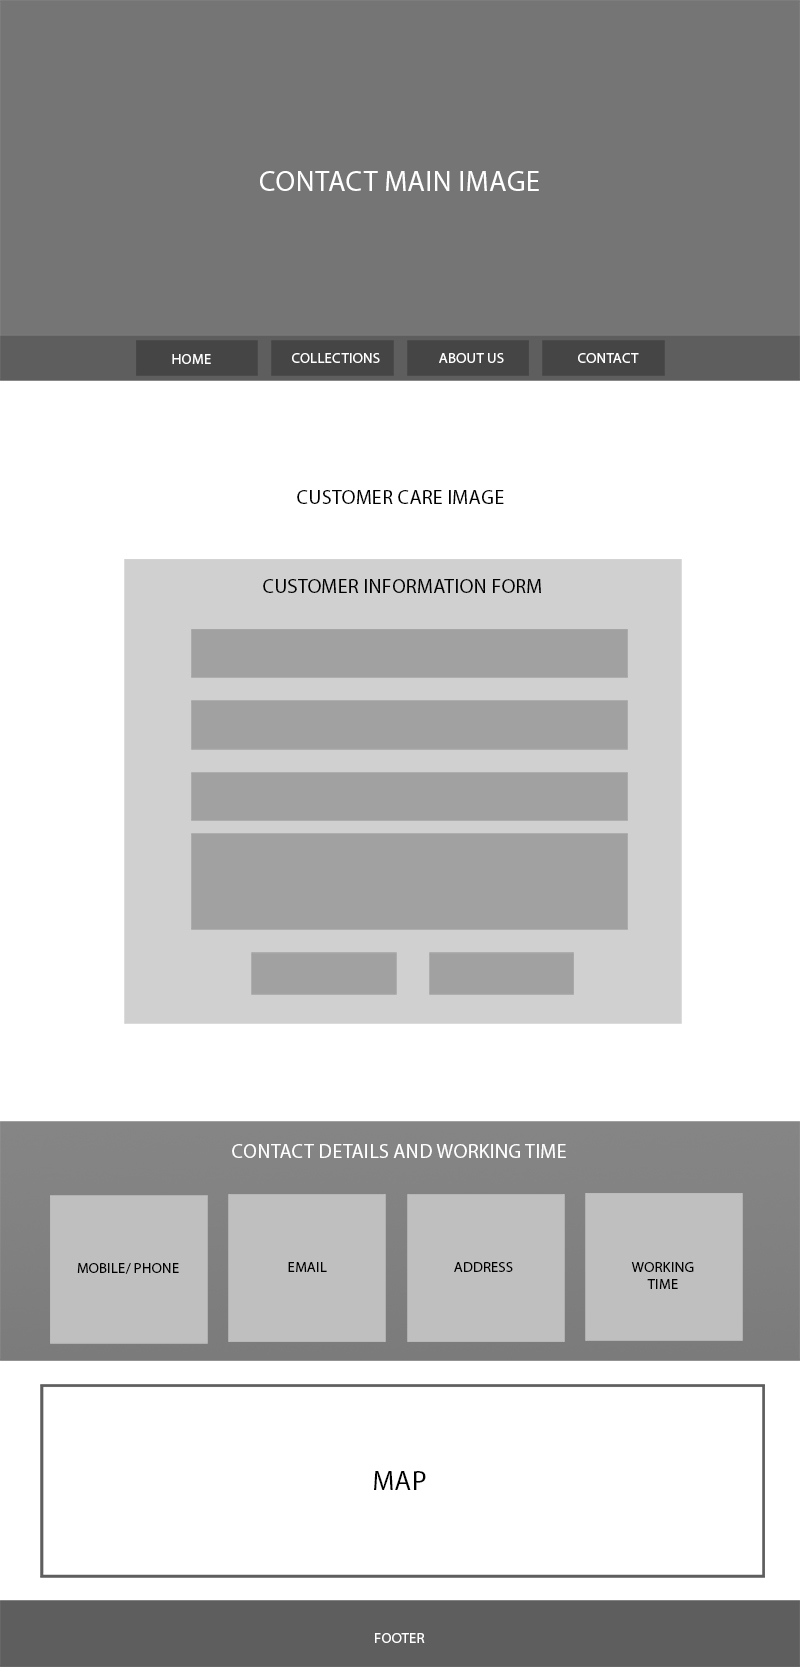 CONTACT MAIN IMAGE
HOME
COLLECTIONS
ABOUT US
CONTACT
CUSTOMER CARE IMAGE
CUSTOMER INFORMATION FORM
CONTACT DETAILS AND WORKING TIME
MOBILE/ PHONE
EMAIL
ADDRESS
WORKING
TIME
MAP
FOOTER